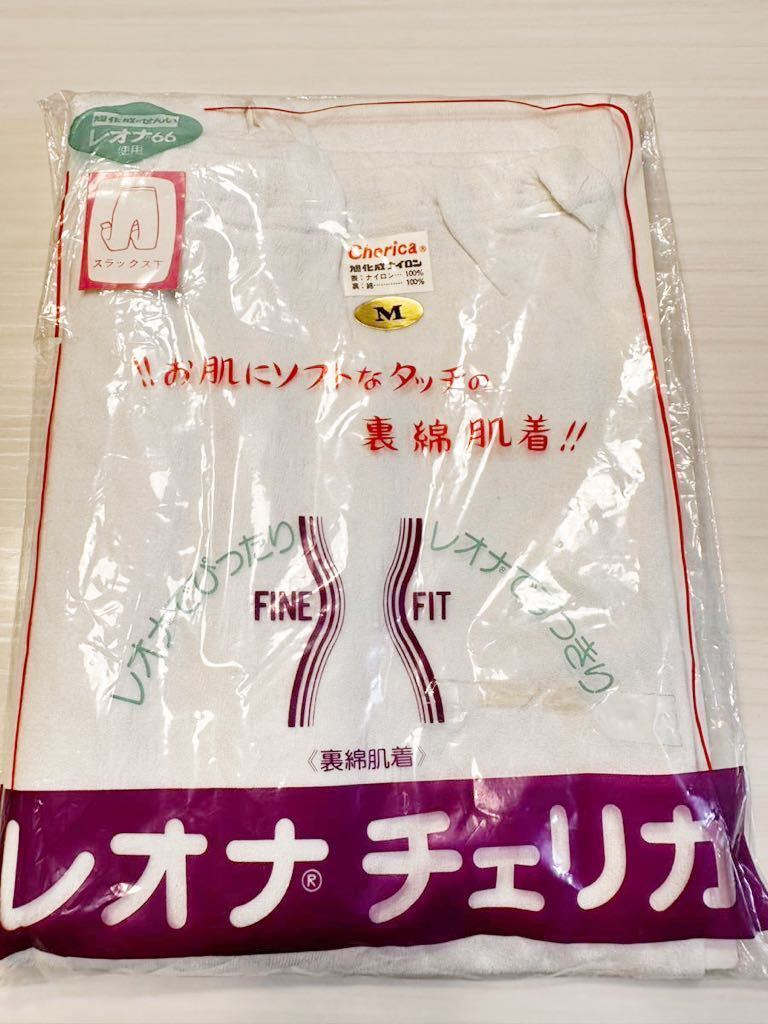 旭化成のせんい
レオナ®66
使用
スラックス下
Cherica®
旭化成ナイロン
表:ナイロン… 100%
裏:綿………… 100%
M
!!お肌にソフトなタッチの
裏綿肌着!!
レオナ®でぴったり
レオナ®ですっきり
FINE FIT
《裏綿肌着》
レオナ®チェリカ